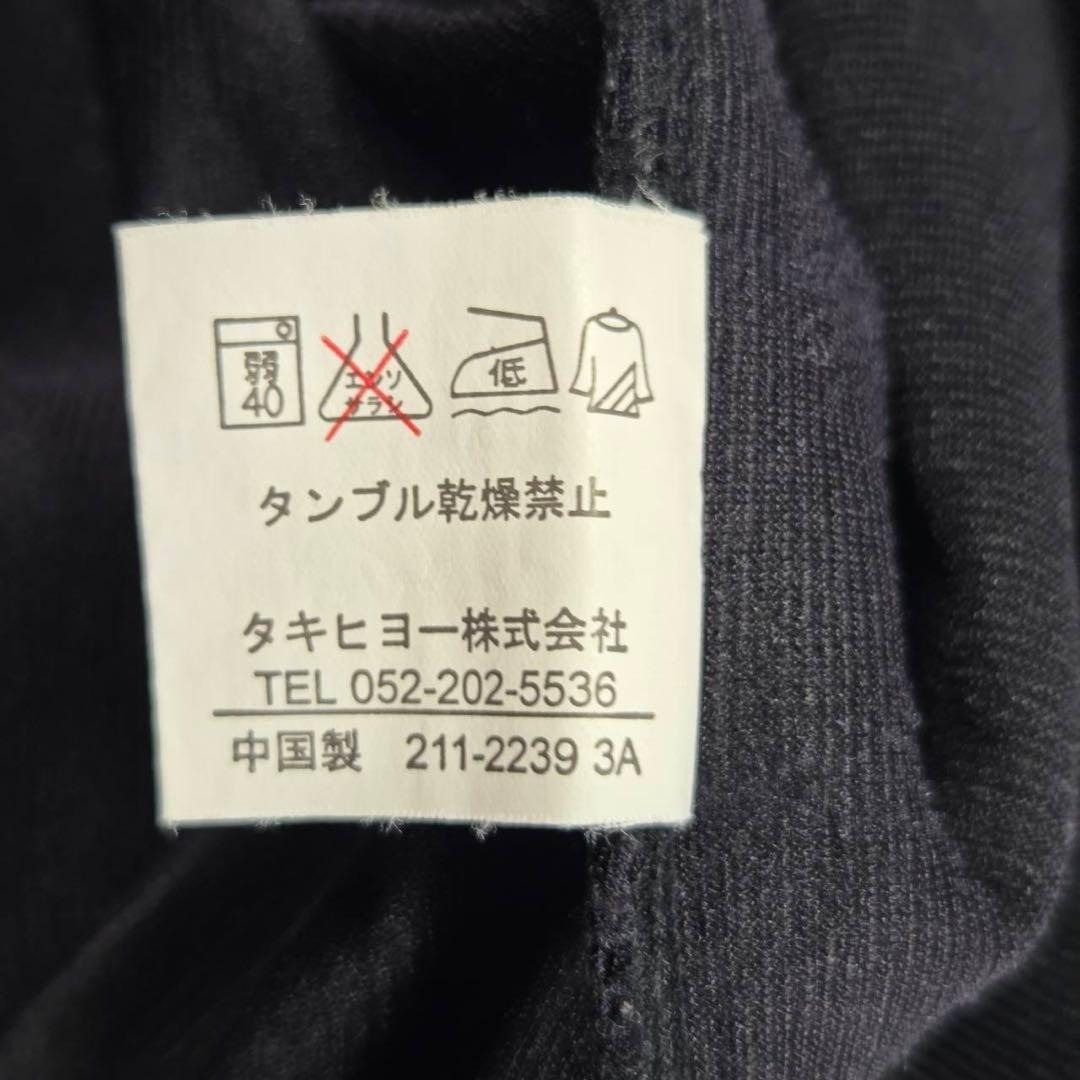 弱
40
エンソ
サラシ
低
タンブル乾燥禁止
タキヒヨー株式会社
TEL 052-202-5536
中国製 211-2239 3A